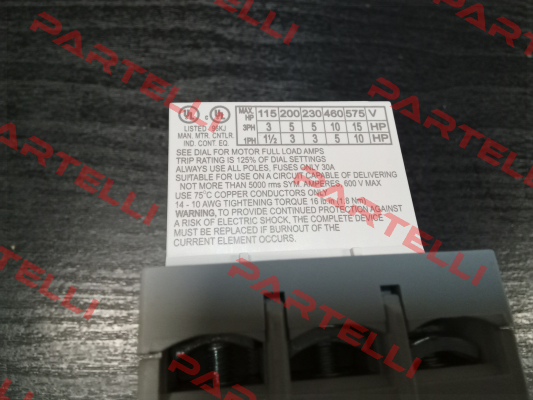 UL c UL MAX. HP 115 200 230 460 575 V
LISTED 3PH 3 5 5 10 15 HP
MAN. MTR. CNTLR. 1PH 1½ 3 3 5 10 HP
IND. CONT. EQ.
SEE DIAL FOR MOTOR FULL LOAD AMPS
TRIP RATING IS 125% OF DIAL SETTINGS
ALWAYS USE ALL POLES, FUSES ONLY 30A
SUITABLE FOR USE ON A CIRCUIT CAPABLE OF DELIVERING
NOT MORE THAN 5000 rms SYM. AMPERES, 600 V MAX
USE 75°C COPPER CONDUCTORS ONLY
14 - 10 AWG TIGHTENING TORQUE 16 lb.in (1.8 Nm)
WARNING: TO PROVIDE CONTINUED PROTECTION AGAINST
A RISK OF ELECTRIC SHOCK, THE COMPLETE DEVICE
MUST BE REPLACED IF BURNOUT OF THE
CURRENT ELEMENT OCCURS.
PARTELLI
PARTELLI
PARTELLI
PARTELLI
PARTELLI